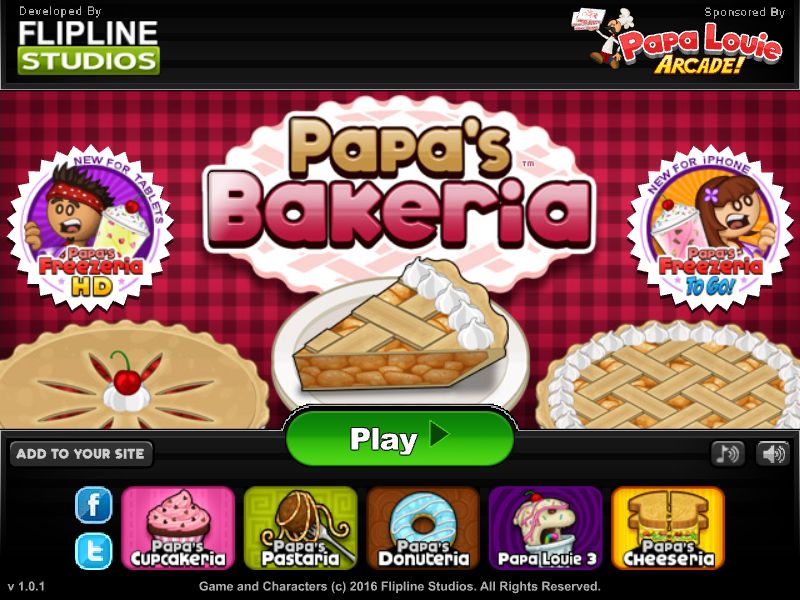 Developed By
FLIPLINE
STUDIOS
Sponsored By
Papa Louie
ARCADE!
Papa's™
Bakeria
NEW FOR TABLETS
Papa's
Freezeria
HD
NEW FOR iPHONE
Papa's
Freezeria
TO GO!
Play
ADD TO YOUR SITE
f
t
Papa's
Cupcakeria
Papa's
Pastaria
Papa's
Donuteria
Papa Louie 3
Papa's
Cheeseria
v 1.0.1
Game and Characters (c) 2016 Flipline Studios. All Rights Reserved.